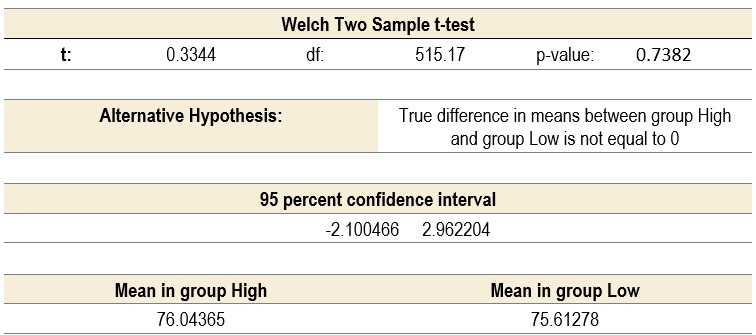 Welch Two Sample t-test
t: 0.3344 df: 515.17 p-value: 0.7382
Alternative Hypothesis: True difference in means between group High
and group Low is not equal to 0
95 percent confidence interval
-2.100466 2.962204
Mean in group High Mean in group Low
76.04365 75.61278